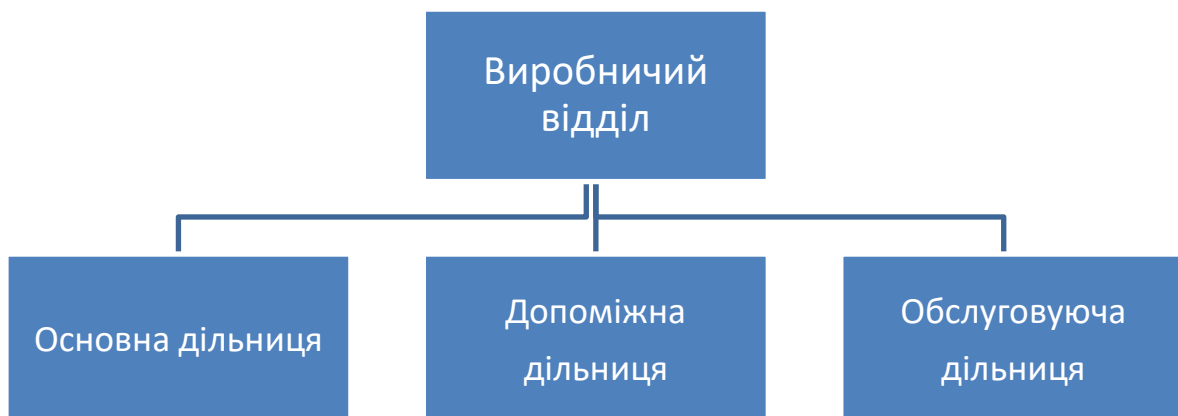 Виробничий
відділ
Основна дільниця
Допоміжна
дільниця
Обслуговуюча
дільниця